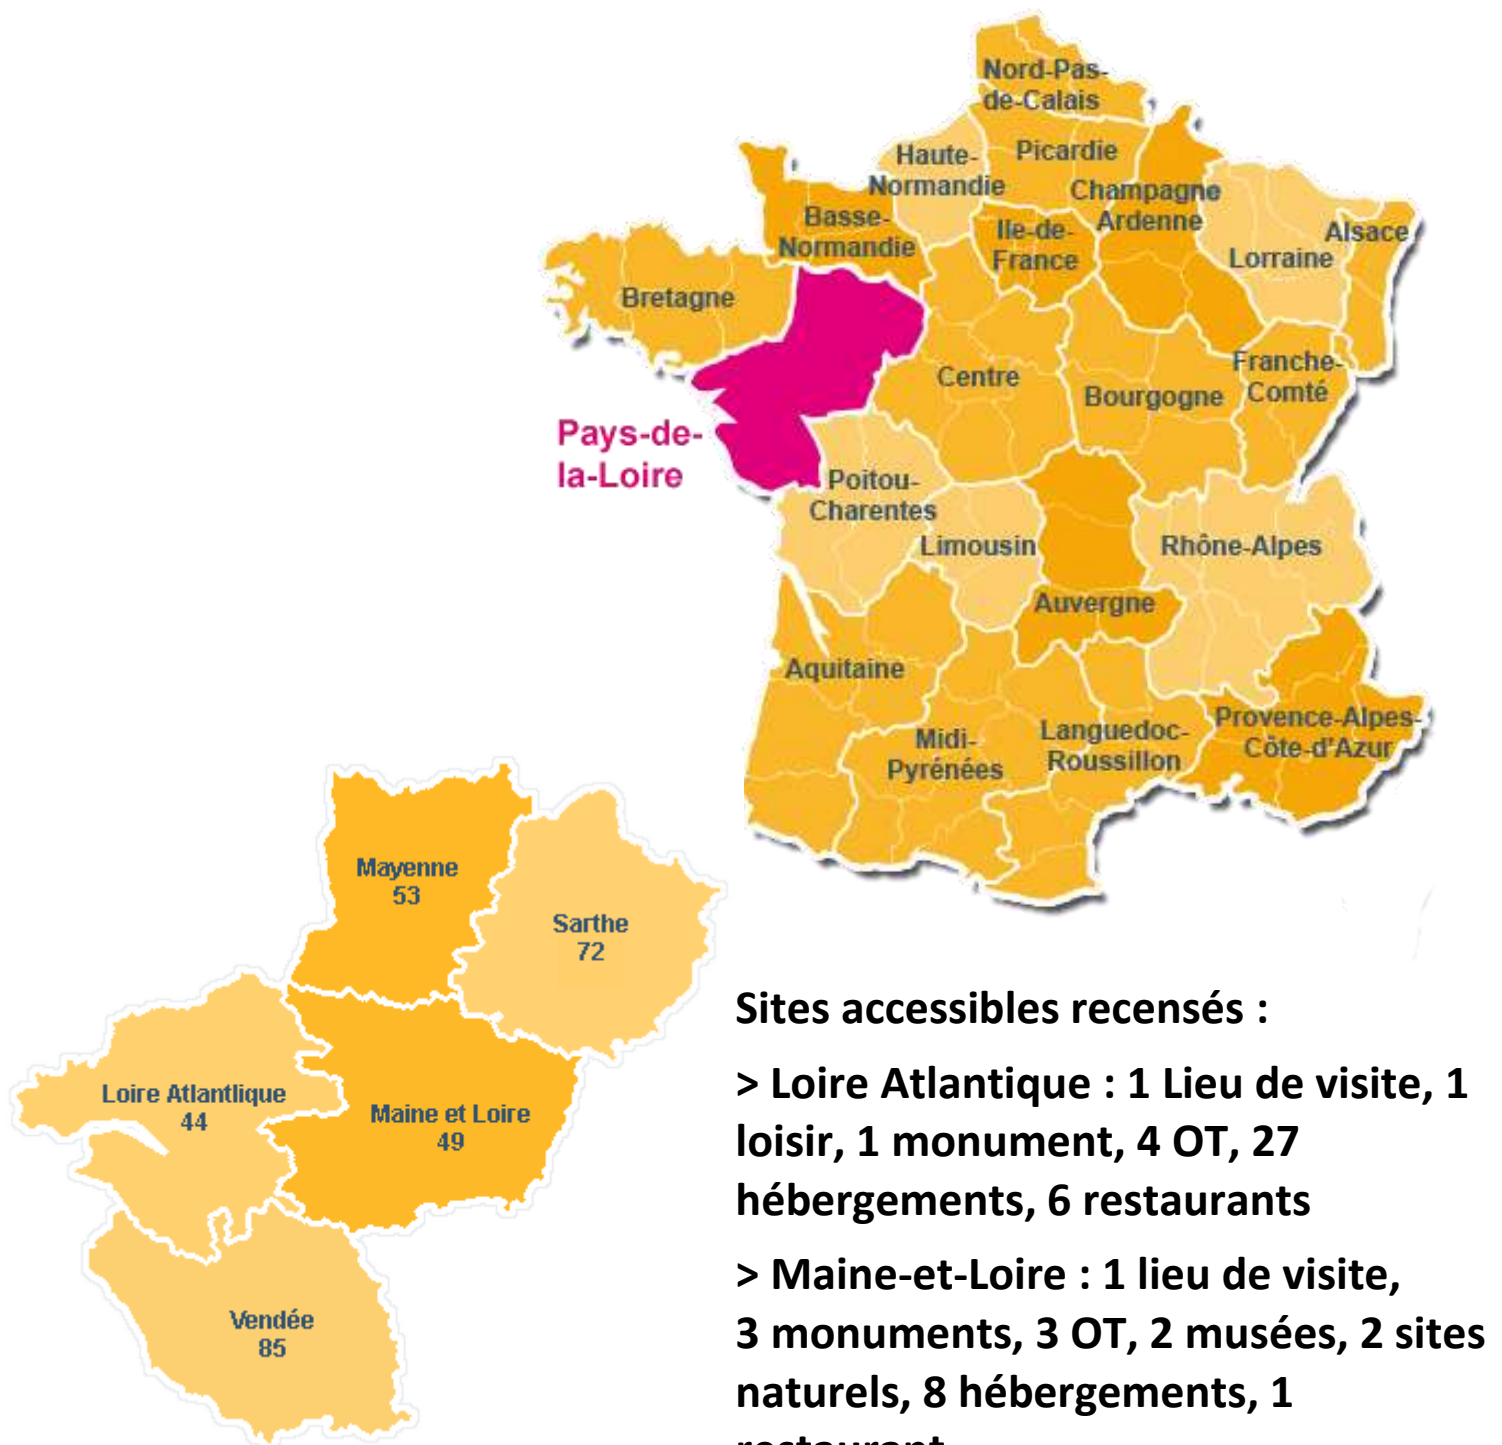 Nord-Pas-
de-Calais
Haute-
Normandie
Picardie
Champagne
Ardenne
Basse-
Normandie
Ile-de-
France
Alsace
Lorraine
Bretagne
Centre
Bourgogne
Franche-
Comté
Pays-de-
la-Loire
Poitou-
Charentes
Limousin
Rhône-Alpes
Auvergne
Aquitaine
Midi-
Pyrénées
Languedoc-
Roussillon
Provence-Alpes-
Côte-d'Azur
Mayenne
53
Sarthe
72
Loire Atlantlique
44
Maine et Loire
49
Vendée
85
Sites accessibles recensés :
> Loire Atlantique : 1 Lieu de visite, 1
loisir, 1 monument, 4 OT, 27
hébergements, 6 restaurants
> Maine-et-Loire : 1 lieu de visite,
3 monuments, 3 OT, 2 musées, 2 sites
naturels, 8 hébergements, 1
restaurant